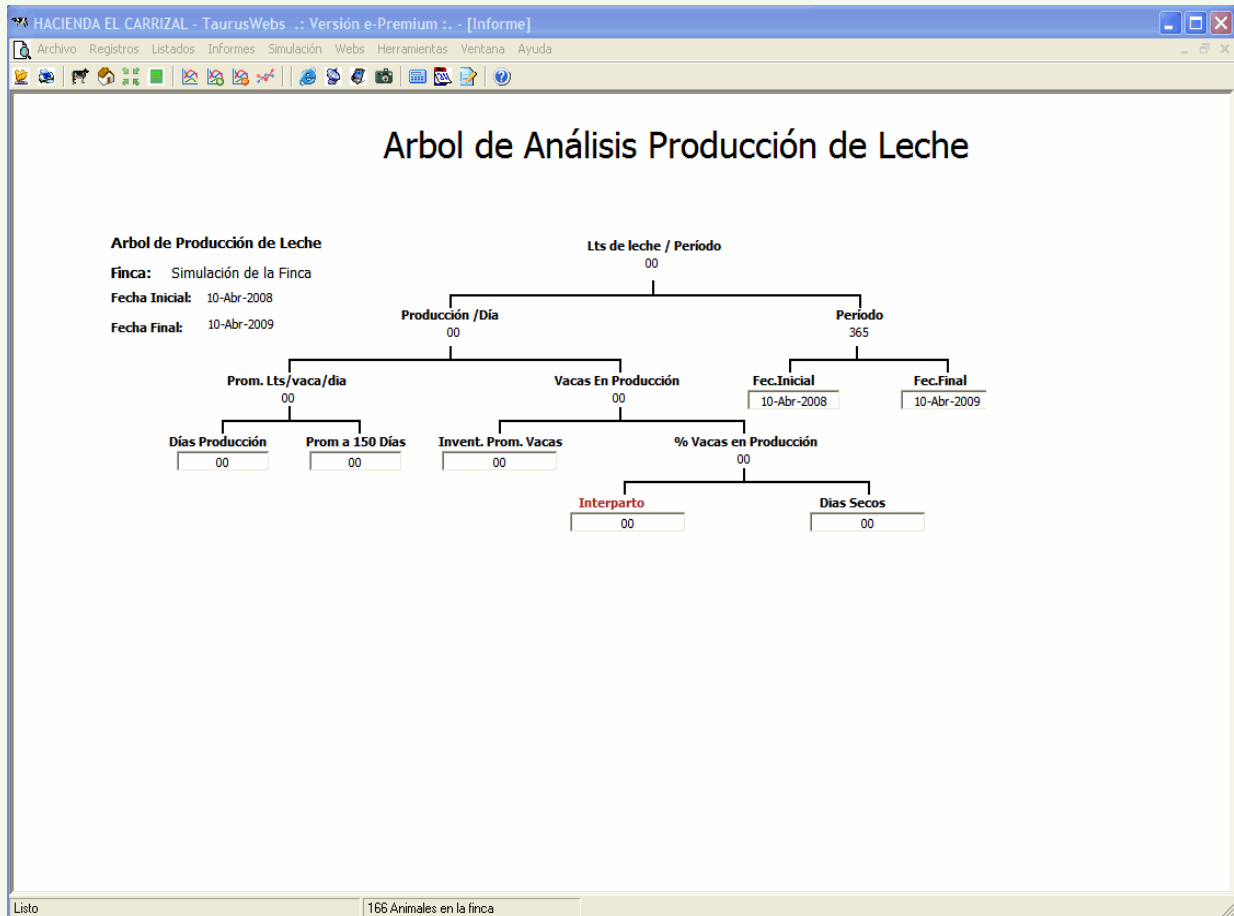 HACIENDA EL CARRIZAL - TaurusWebs .: Versión e-Premium :. - [Informe]
Archivo Registros Listados Informes Simulación Webs Herramientas Ventana Ayuda
Arbol de Análisis Producción de Leche
Arbol de Producción de Leche
Finca: Simulación de la Finca
Fecha Inicial: 10-Abr-2008
Fecha Final: 10-Abr-2009
Lts de leche / Período
00
Producción /Día
00
Período
365
Prom. Lts/vaca/dia
00
Vacas En Producción
00
Fec.Inicial
10-Abr-2008
Fec.Final
10-Abr-2009
Días Producción
00
Prom a 150 Días
00
Invent. Prom. Vacas
00
% Vacas en Producción
00
Interparto
00
Dias Secos
00
Listo
166 Animales en la finca